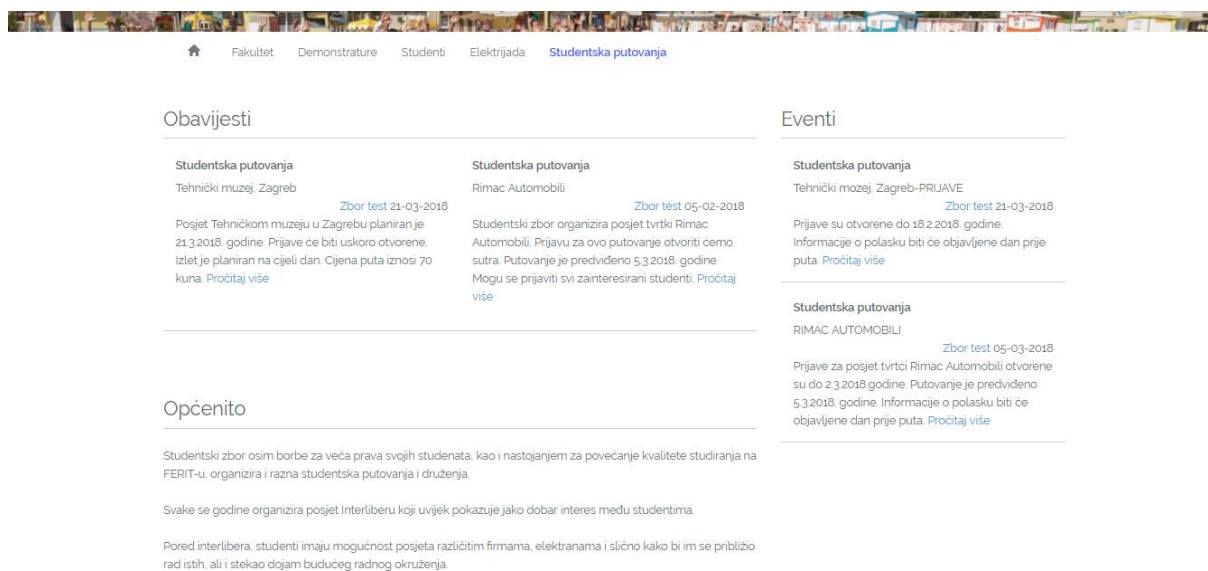 Fakultet Demonstrature Studenti Elektrijada Studentska putovanja
Obavijesti
Studentska putovanja
Tehnički muzej, Zagreb
Zbor test 21-03-2018
Posjet Tehničkom muzeju u Zagrebu planiran je
21.3.2018. godine. Prijave će biti uskoro otvorene.
Izlet je planiran na cijeli dan. Cijena puta iznosi 70
kuna. Pročitaj više
Studentska putovanja
Rimac Automobili
Zbor test 05-02-2018
Studentski zbor organizira posjet tvrtki Rimac
Automobili. Prijavu za ovo putovanje otvoriti ćemo
sutra. Putovanje je predviđeno 5.3.2018. godine.
Mogu se prijaviti svi zainteresirani studenti. Pročitaj
više
Eventi
Studentska putovanja
Tehnički mozej, Zagreb-PRIJAVE
Zbor test 21-03-2018
Prijave su otvorene do 18.2.2018. godine.
Informacije o polasku biti će objavljene dan prije
puta. Pročitaj više
Studentska putovanja
RIMAC AUTOMOBILI
Zbor test 05-03-2018
Prijave za posjet tvrtci Rimac Automobili otvorene
su do 2.3.2018.godine. Putovanje je predviđeno
5.3.2018. godine. Informacije o polasku biti će
objavljene dan prije puta. Pročitaj više
Općenito
Studentski zbor osim borbe za veća prava svojih studenata, kao i nastojanjem za povećanje kvalitete studiranja na
FERIT-u, organizira i razna studentska putovanja i druženja.
Svake se godine organizira posjet Interliberu koji uvijek pokazuje jako dobar interes među studentima.
Pored interlibera, studenti imaju mogućnost posjeta različitim firmama, elektranama i slično kako bi im se približio
rad istih, ali i stekao dojam budućeg radnog okruženja.